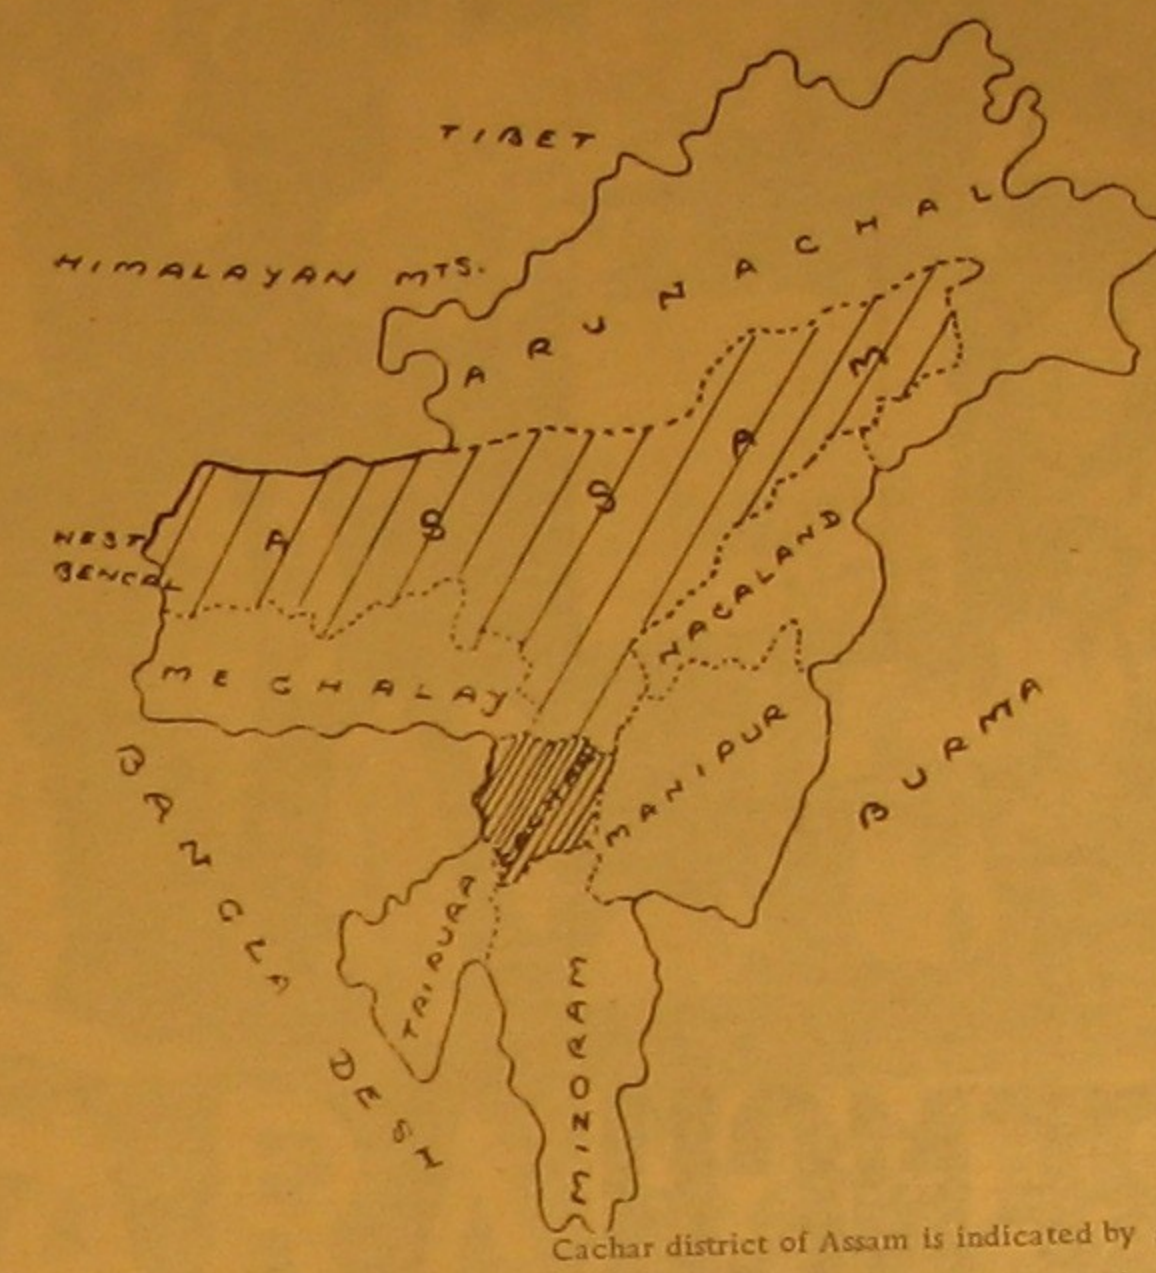 TIBET
HIMALAYAN MTS.
ARUNACHAL
ASSAM
WEST
BENGAL
NAGALAND
MEGHALAY
BURMA
MANIPUR
CACHAR
BANGLA
DESH
TRIPURA
MIZORAM
Cachar district of Assam is indicated by